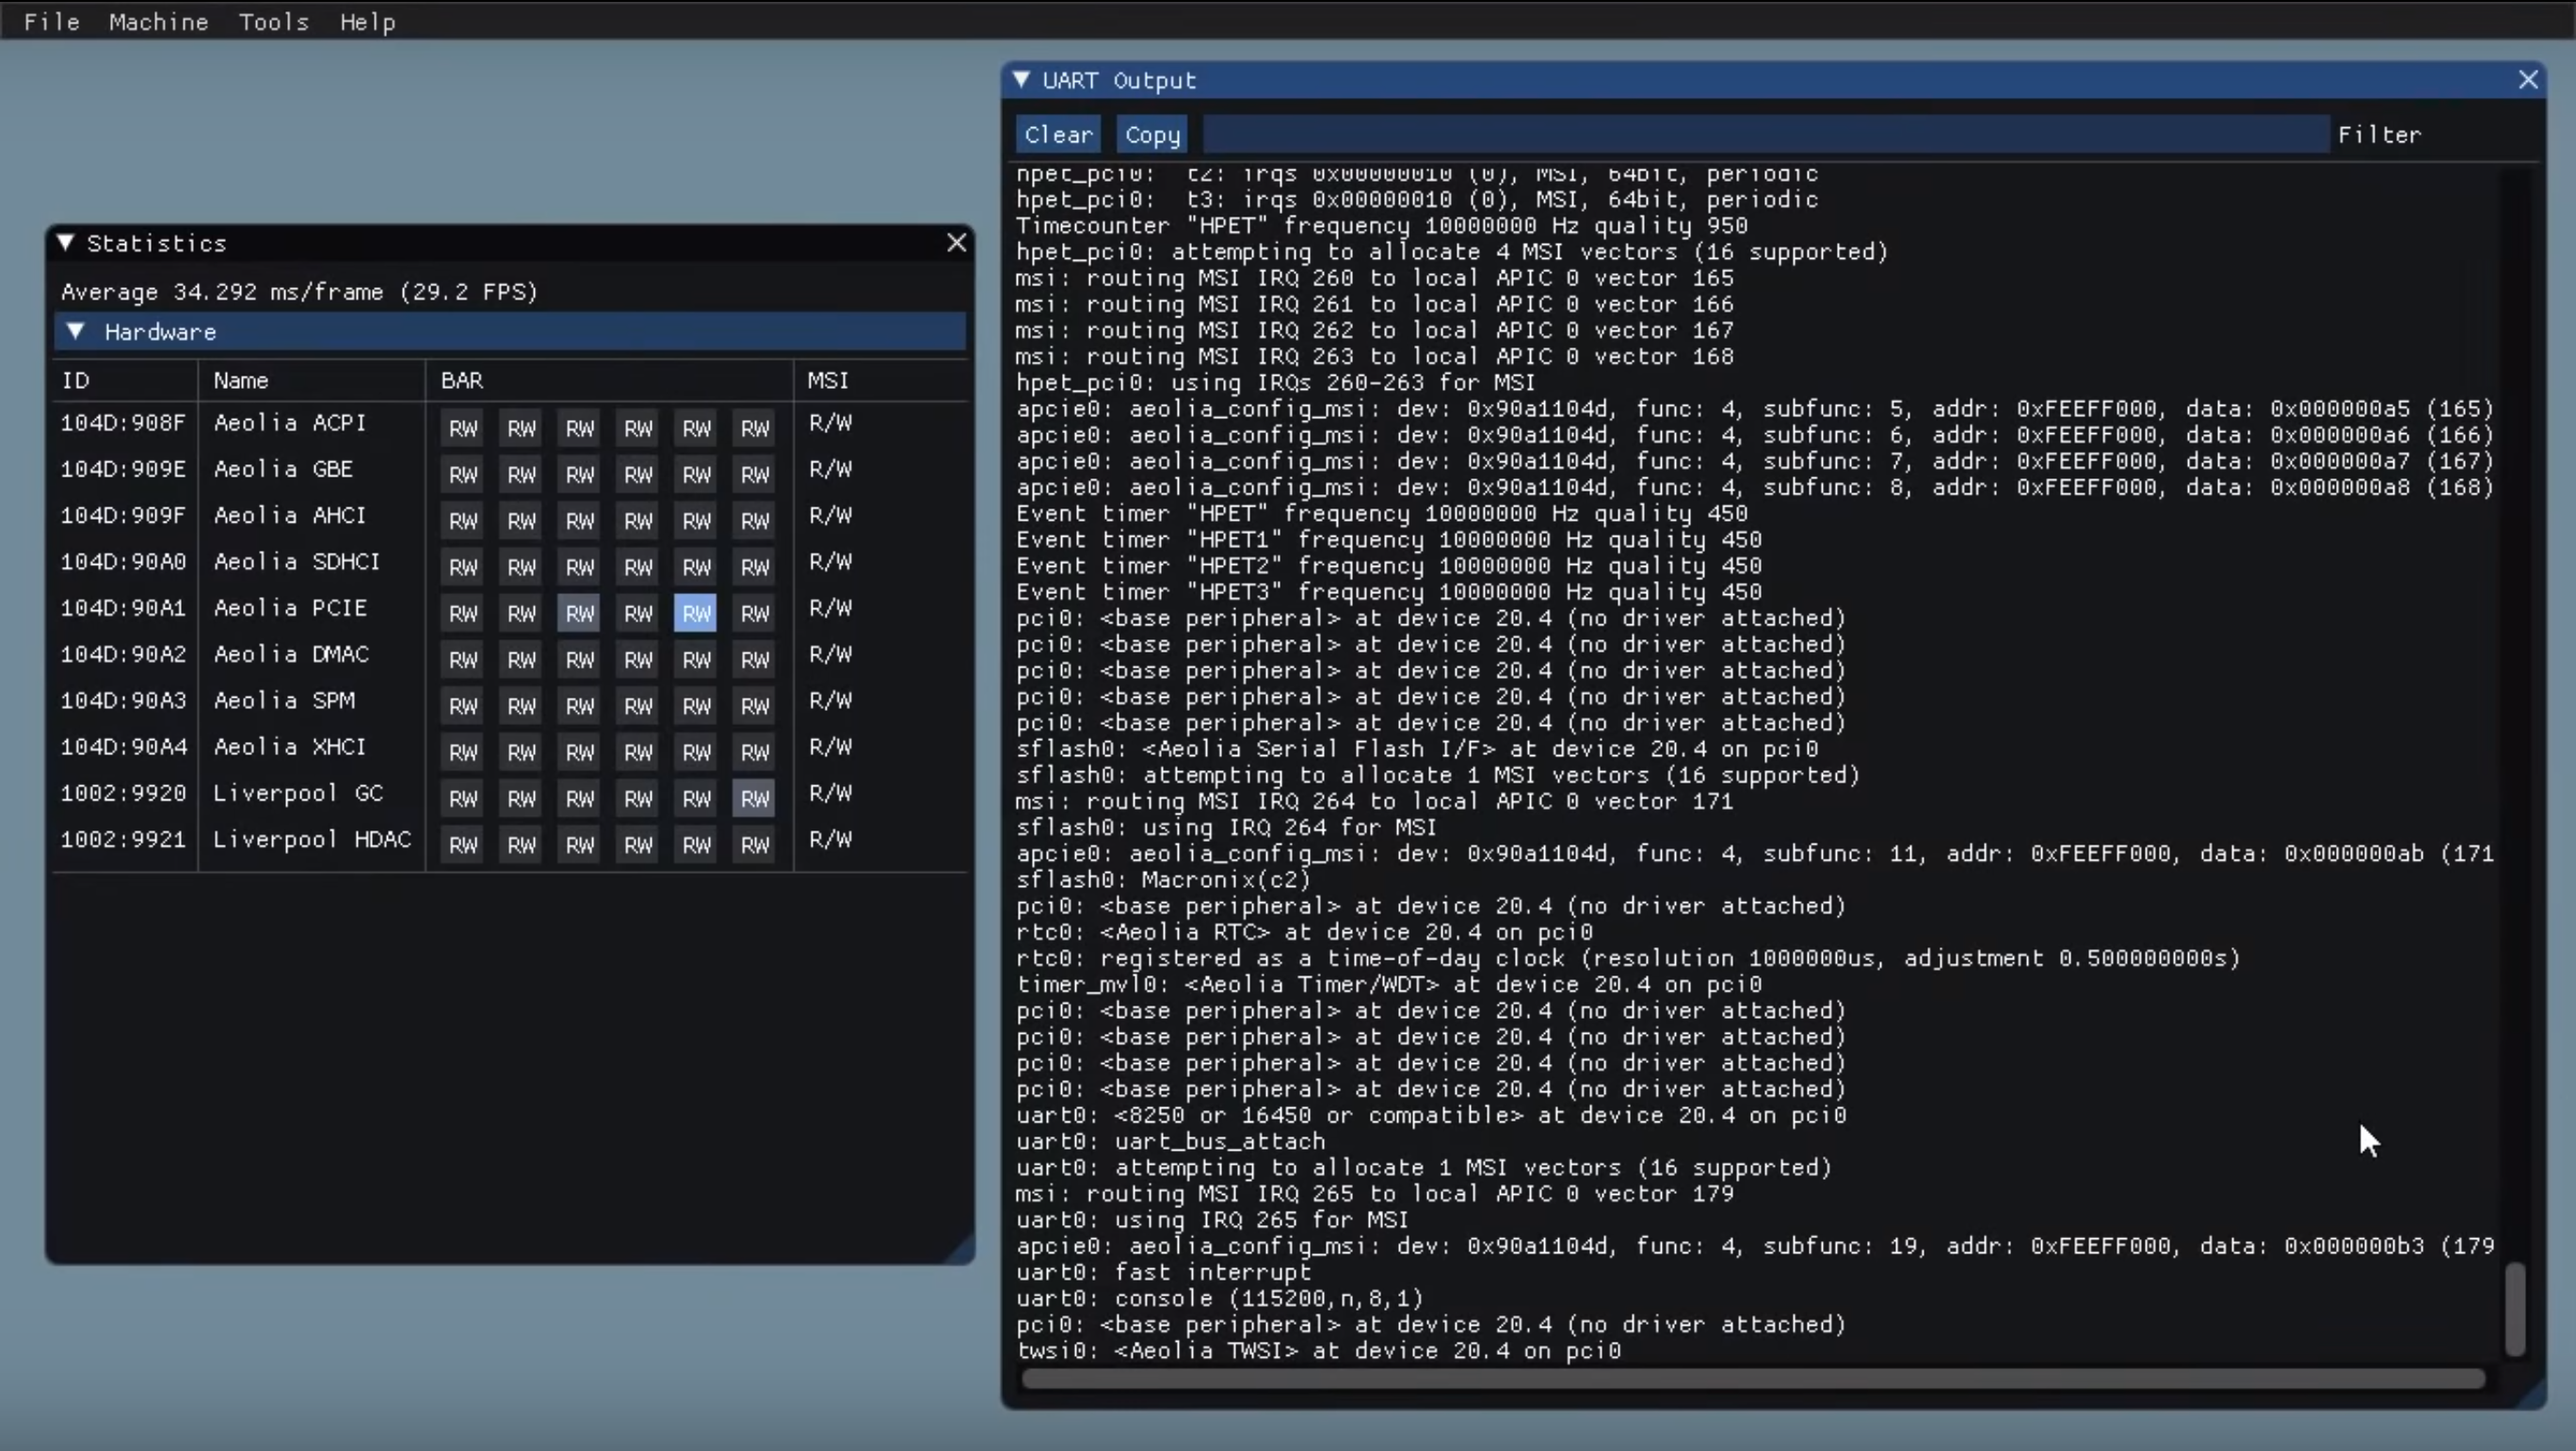 File Machine Tools Help
Statistics
Average 34.292 ms/frame (29.2 FPS)
Hardware
ID Name BAR MSI
104D:908F Aeolia ACPI RW RW RW RW RW RW R/W
104D:909E Aeolia GBE RW RW RW RW RW RW R/W
104D:909F Aeolia AHCI RW RW RW RW RW RW R/W
104D:90A0 Aeolia SDHCI RW RW RW RW RW RW R/W
104D:90A1 Aeolia PCIE RW RW RW RW RW RW R/W
104D:90A2 Aeolia DMAC RW RW RW RW RW RW R/W
104D:90A3 Aeolia SPM RW RW RW RW RW RW R/W
104D:90A4 Aeolia XHCI RW RW RW RW RW RW R/W
1002:9920 Liverpool GC RW RW RW RW RW RW R/W
1002:9921 Liverpool HDAC RW RW RW RW RW RW R/W
UART Output
Clear Copy Filter
hpet_pci0: t2: irqs 0x00000010 (0), MSI, 64bit, periodic
hpet_pci0: t3: irqs 0x00000010 (0), MSI, 64bit, periodic
Timecounter "HPET" frequency 10000000 Hz quality 950
hpet_pci0: attempting to allocate 4 MSI vectors (16 supported)
msi: routing MSI IRQ 260 to local APIC 0 vector 165
msi: routing MSI IRQ 261 to local APIC 0 vector 166
msi: routing MSI IRQ 262 to local APIC 0 vector 167
msi: routing MSI IRQ 263 to local APIC 0 vector 168
hpet_pci0: using IRQs 260-263 for MSI
apcie0: aeolia_config_msi: dev: 0x90a1104d, func: 4, subfunc: 5, addr: 0xFEEFF000, data: 0x000000a5 (165)
apcie0: aeolia_config_msi: dev: 0x90a1104d, func: 4, subfunc: 6, addr: 0xFEEFF000, data: 0x000000a6 (166)
apcie0: aeolia_config_msi: dev: 0x90a1104d, func: 4, subfunc: 7, addr: 0xFEEFF000, data: 0x000000a7 (167)
apcie0: aeolia_config_msi: dev: 0x90a1104d, func: 4, subfunc: 8, addr: 0xFEEFF000, data: 0x000000a8 (168)
Event timer "HPET" frequency 10000000 Hz quality 450
Event timer "HPET1" frequency 10000000 Hz quality 450
Event timer "HPET2" frequency 10000000 Hz quality 450
Event timer "HPET3" frequency 10000000 Hz quality 450
pci0: <base peripheral> at device 20.4 (no driver attached)
pci0: <base peripheral> at device 20.4 (no driver attached)
pci0: <base peripheral> at device 20.4 (no driver attached)
pci0: <base peripheral> at device 20.4 (no driver attached)
pci0: <base peripheral> at device 20.4 (no driver attached)
sflash0: <Aeolia Serial Flash I/F> at device 20.4 on pci0
sflash0: attempting to allocate 1 MSI vectors (16 supported)
msi: routing MSI IRQ 264 to local APIC 0 vector 171
sflash0: using IRQ 264 for MSI
apcie0: aeolia_config_msi: dev: 0x90a1104d, func: 4, subfunc: 11, addr: 0xFEEFF000, data: 0x000000ab (171
sflash0: Macronix(c2)
pci0: <base peripheral> at device 20.4 (no driver attached)
rtc0: <Aeolia RTC> at device 20.4 on pci0
rtc0: registered as a time-of-day clock (resolution 1000000us, adjustment 0.500000000s)
timer_mvl0: <Aeolia Timer/WDT> at device 20.4 on pci0
pci0: <base peripheral> at device 20.4 (no driver attached)
pci0: <base peripheral> at device 20.4 (no driver attached)
pci0: <base peripheral> at device 20.4 (no driver attached)
pci0: <base peripheral> at device 20.4 (no driver attached)
uart0: <8250 or 16450 or compatible> at device 20.4 on pci0
uart0: uart_bus_attach
uart0: attempting to allocate 1 MSI vectors (16 supported)
msi: routing MSI IRQ 265 to local APIC 0 vector 179
uart0: using IRQ 265 for MSI
apcie0: aeolia_config_msi: dev: 0x90a1104d, func: 4, subfunc: 19, addr: 0xFEEFF000, data: 0x000000b3 (179
uart0: fast interrupt
uart0: console (115200,n,8,1)
pci0: <base peripheral> at device 20.4 (no driver attached)
twsi0: <Aeolia TWSI> at device 20.4 on pci0